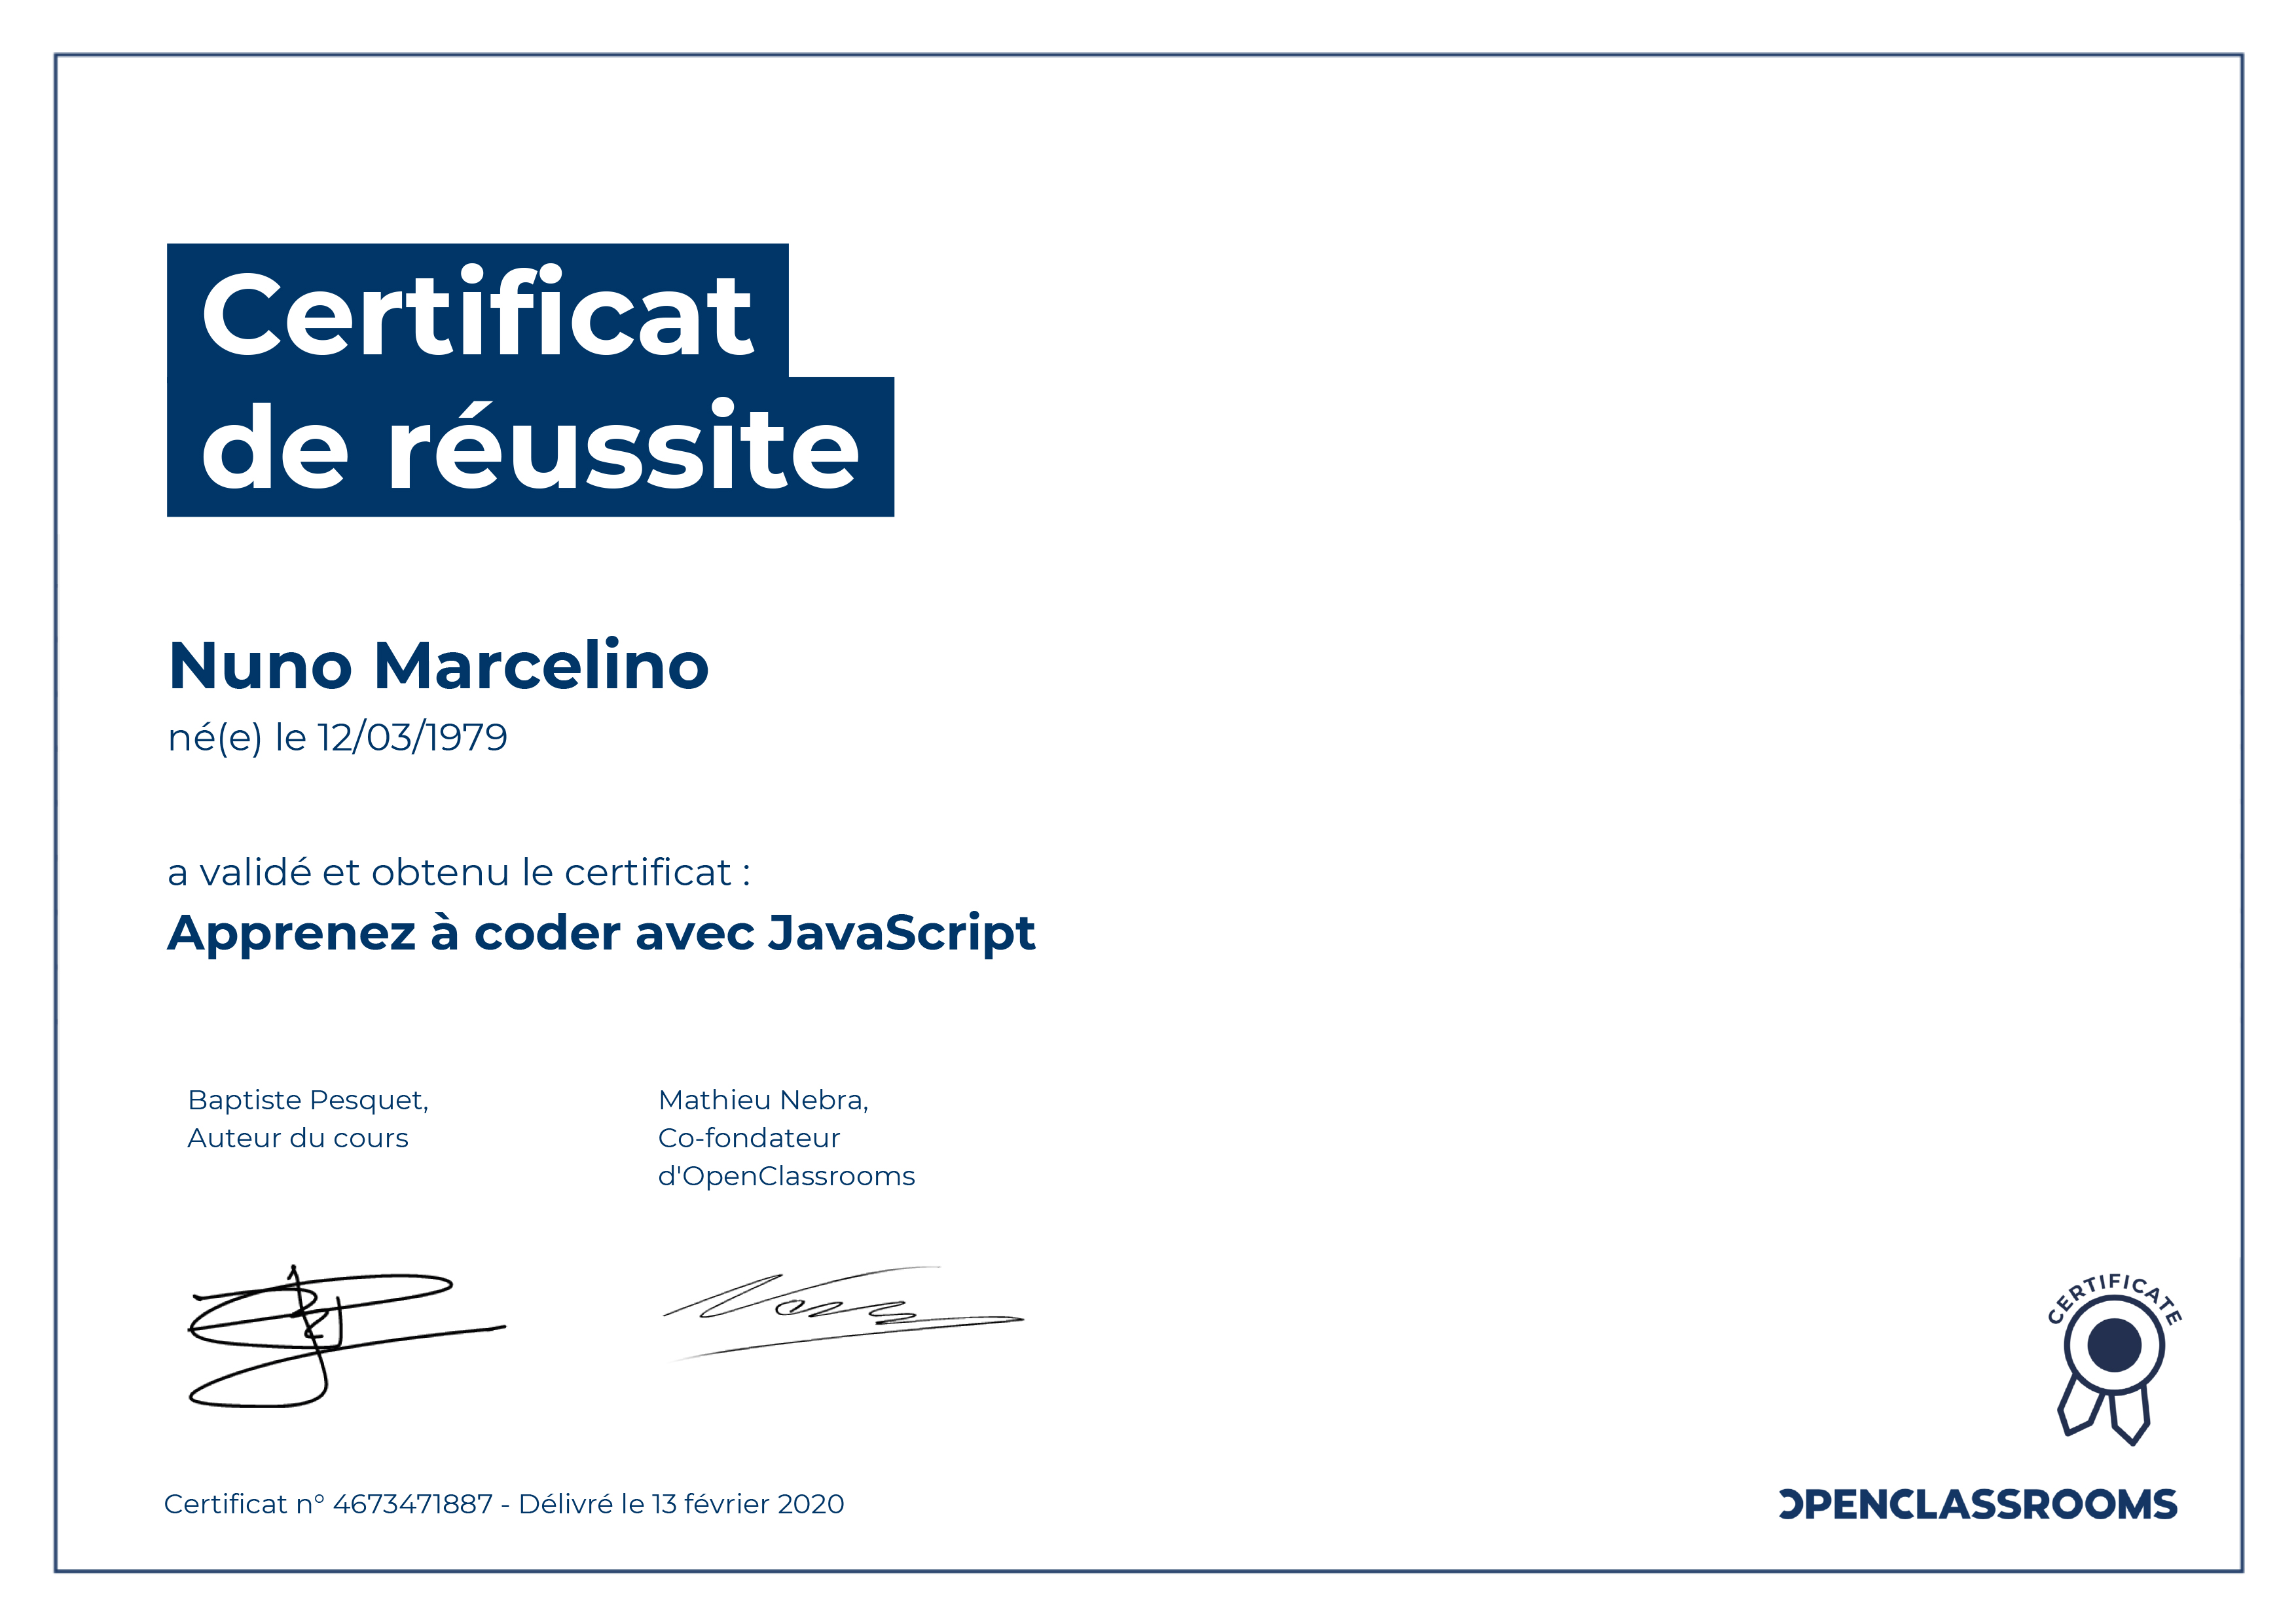 Certificat
de réussite
Nuno Marcelino
né(e) le 12/03/1979
a validé et obtenu le certificat :
Apprenez à coder avec JavaScript
Baptiste Pesquet,
Auteur du cours
Mathieu Nebra,
Co-fondateur
d'OpenClassrooms
CERTIFICATE
Certificat n° 4673471887 - Délivré le 13 février 2020
OPENCLASSROOMS